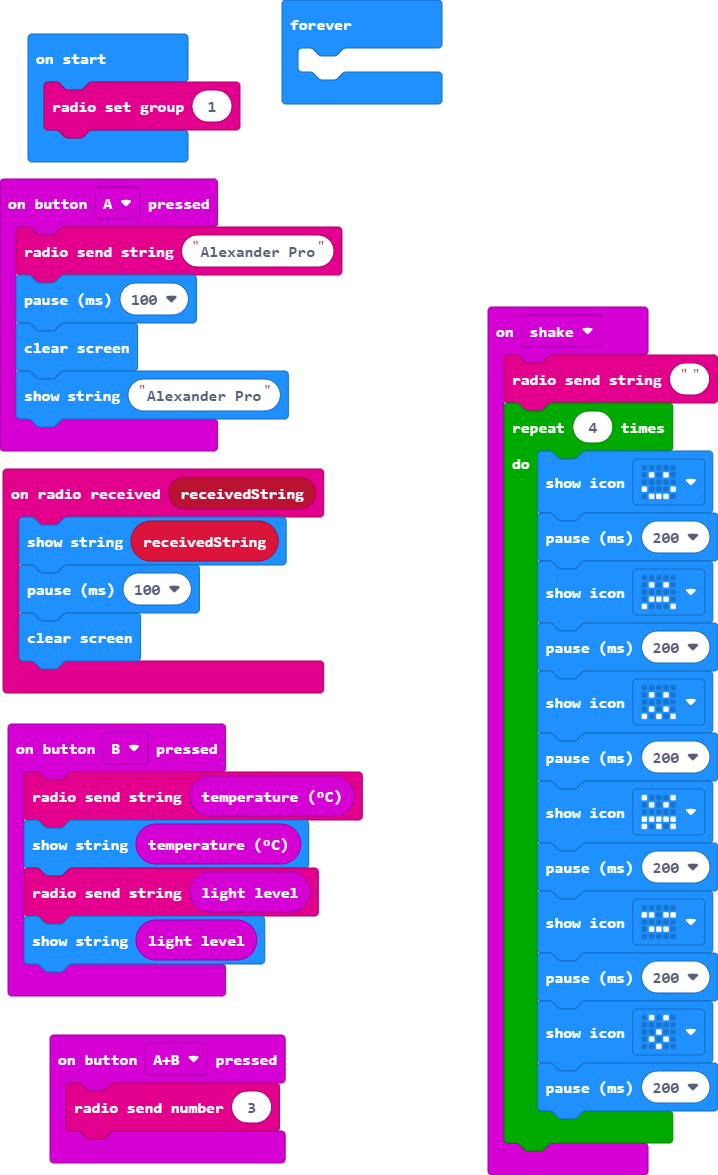 forever
on start
radio set group 1
on button A pressed
radio send string "Alexander Pro"
pause (ms) 100
clear screen
show string "Alexander Pro"
on radio received receivedString
show string receivedString
pause (ms) 100
clear screen
on button B pressed
radio send string temperature (ºC)
show string temperature (ºC)
radio send string light level
show string light level
on button A+B pressed
radio send number 3
on shake
radio send string " "
repeat 4 times
do
show icon
pause (ms) 200
show icon
pause (ms) 200
show icon
pause (ms) 200
show icon
pause (ms) 200
show icon
pause (ms) 200
show icon
pause (ms) 200